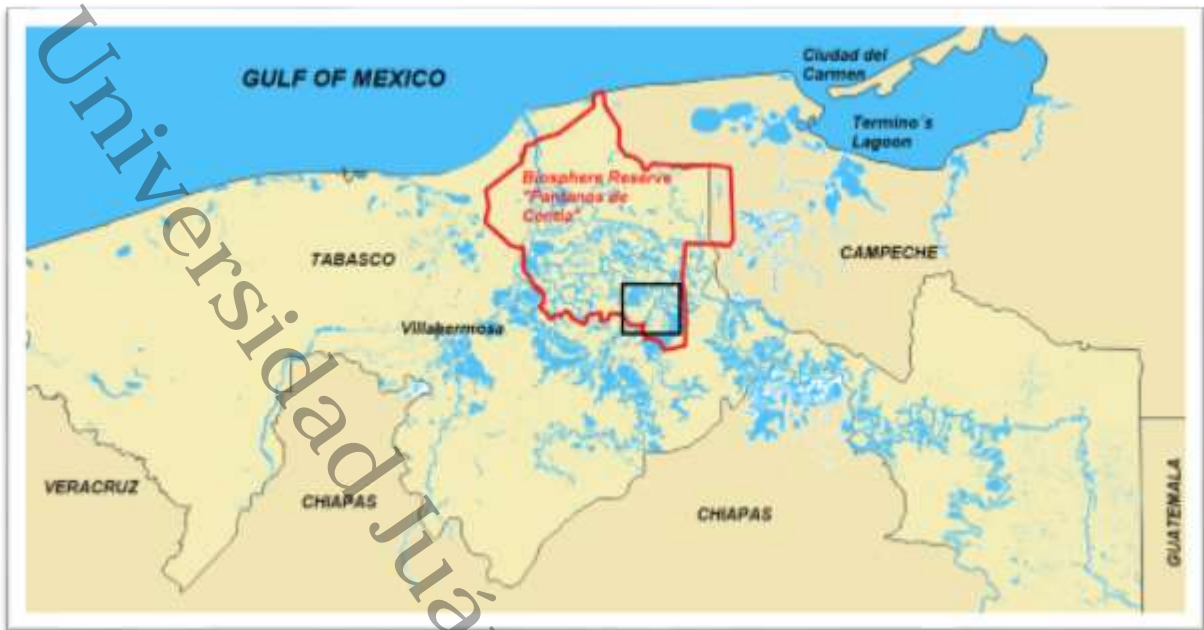 GULF OF MEXICO
Ciudad del
Carmen
Termino´s
Lagoon
Biosphere Reserve
"Pantanos de
Centla"
TABASCO
CAMPECHE
Villahermosa
VERACRUZ
CHIAPAS
CHIAPAS
GUATEMALA
Universidad Juá